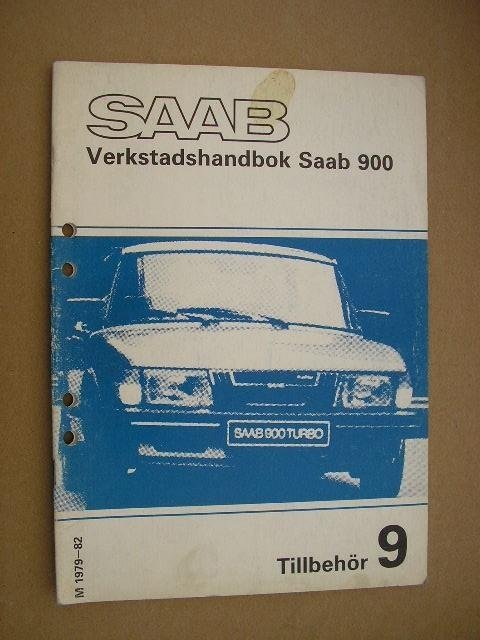 SAAB
Verkstadshandbok Saab 900
SAAB 900 TURBO
M 1979-82
Tillbehör 9